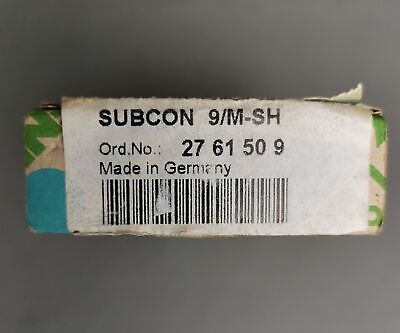 SUBCON 9/M-SH
Ord.No.: 27 61 50 9
Made in Germany